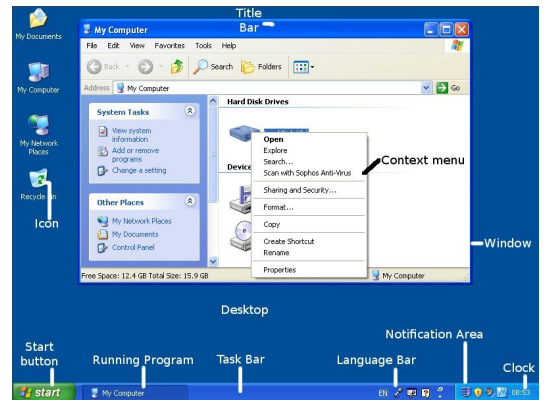 Title
Bar
My Documents
My Computer
My Network
Places
Recycle Bin
Icon
My Computer
File Edit View Favorites Tools Help
Back Search Folders
Address My Computer Go
System Tasks
View system
information
Add or remove
programs
Change a setting
Other Places
My Network Places
My Documents
Control Panel
Hard Disk Drives
Device
Open
Explore
Search...
Scan with Sophos Anti-Virus
Sharing and Security...
Format...
Copy
Create Shortcut
Rename
Properties
Context menu
Window
Free Space: 12.4 GB Total Size: 15.9 GB
My Computer
Desktop
Start
button
Running Program
Task Bar
Language Bar
Notification Area
Clock
start
My Computer
EN
08:53